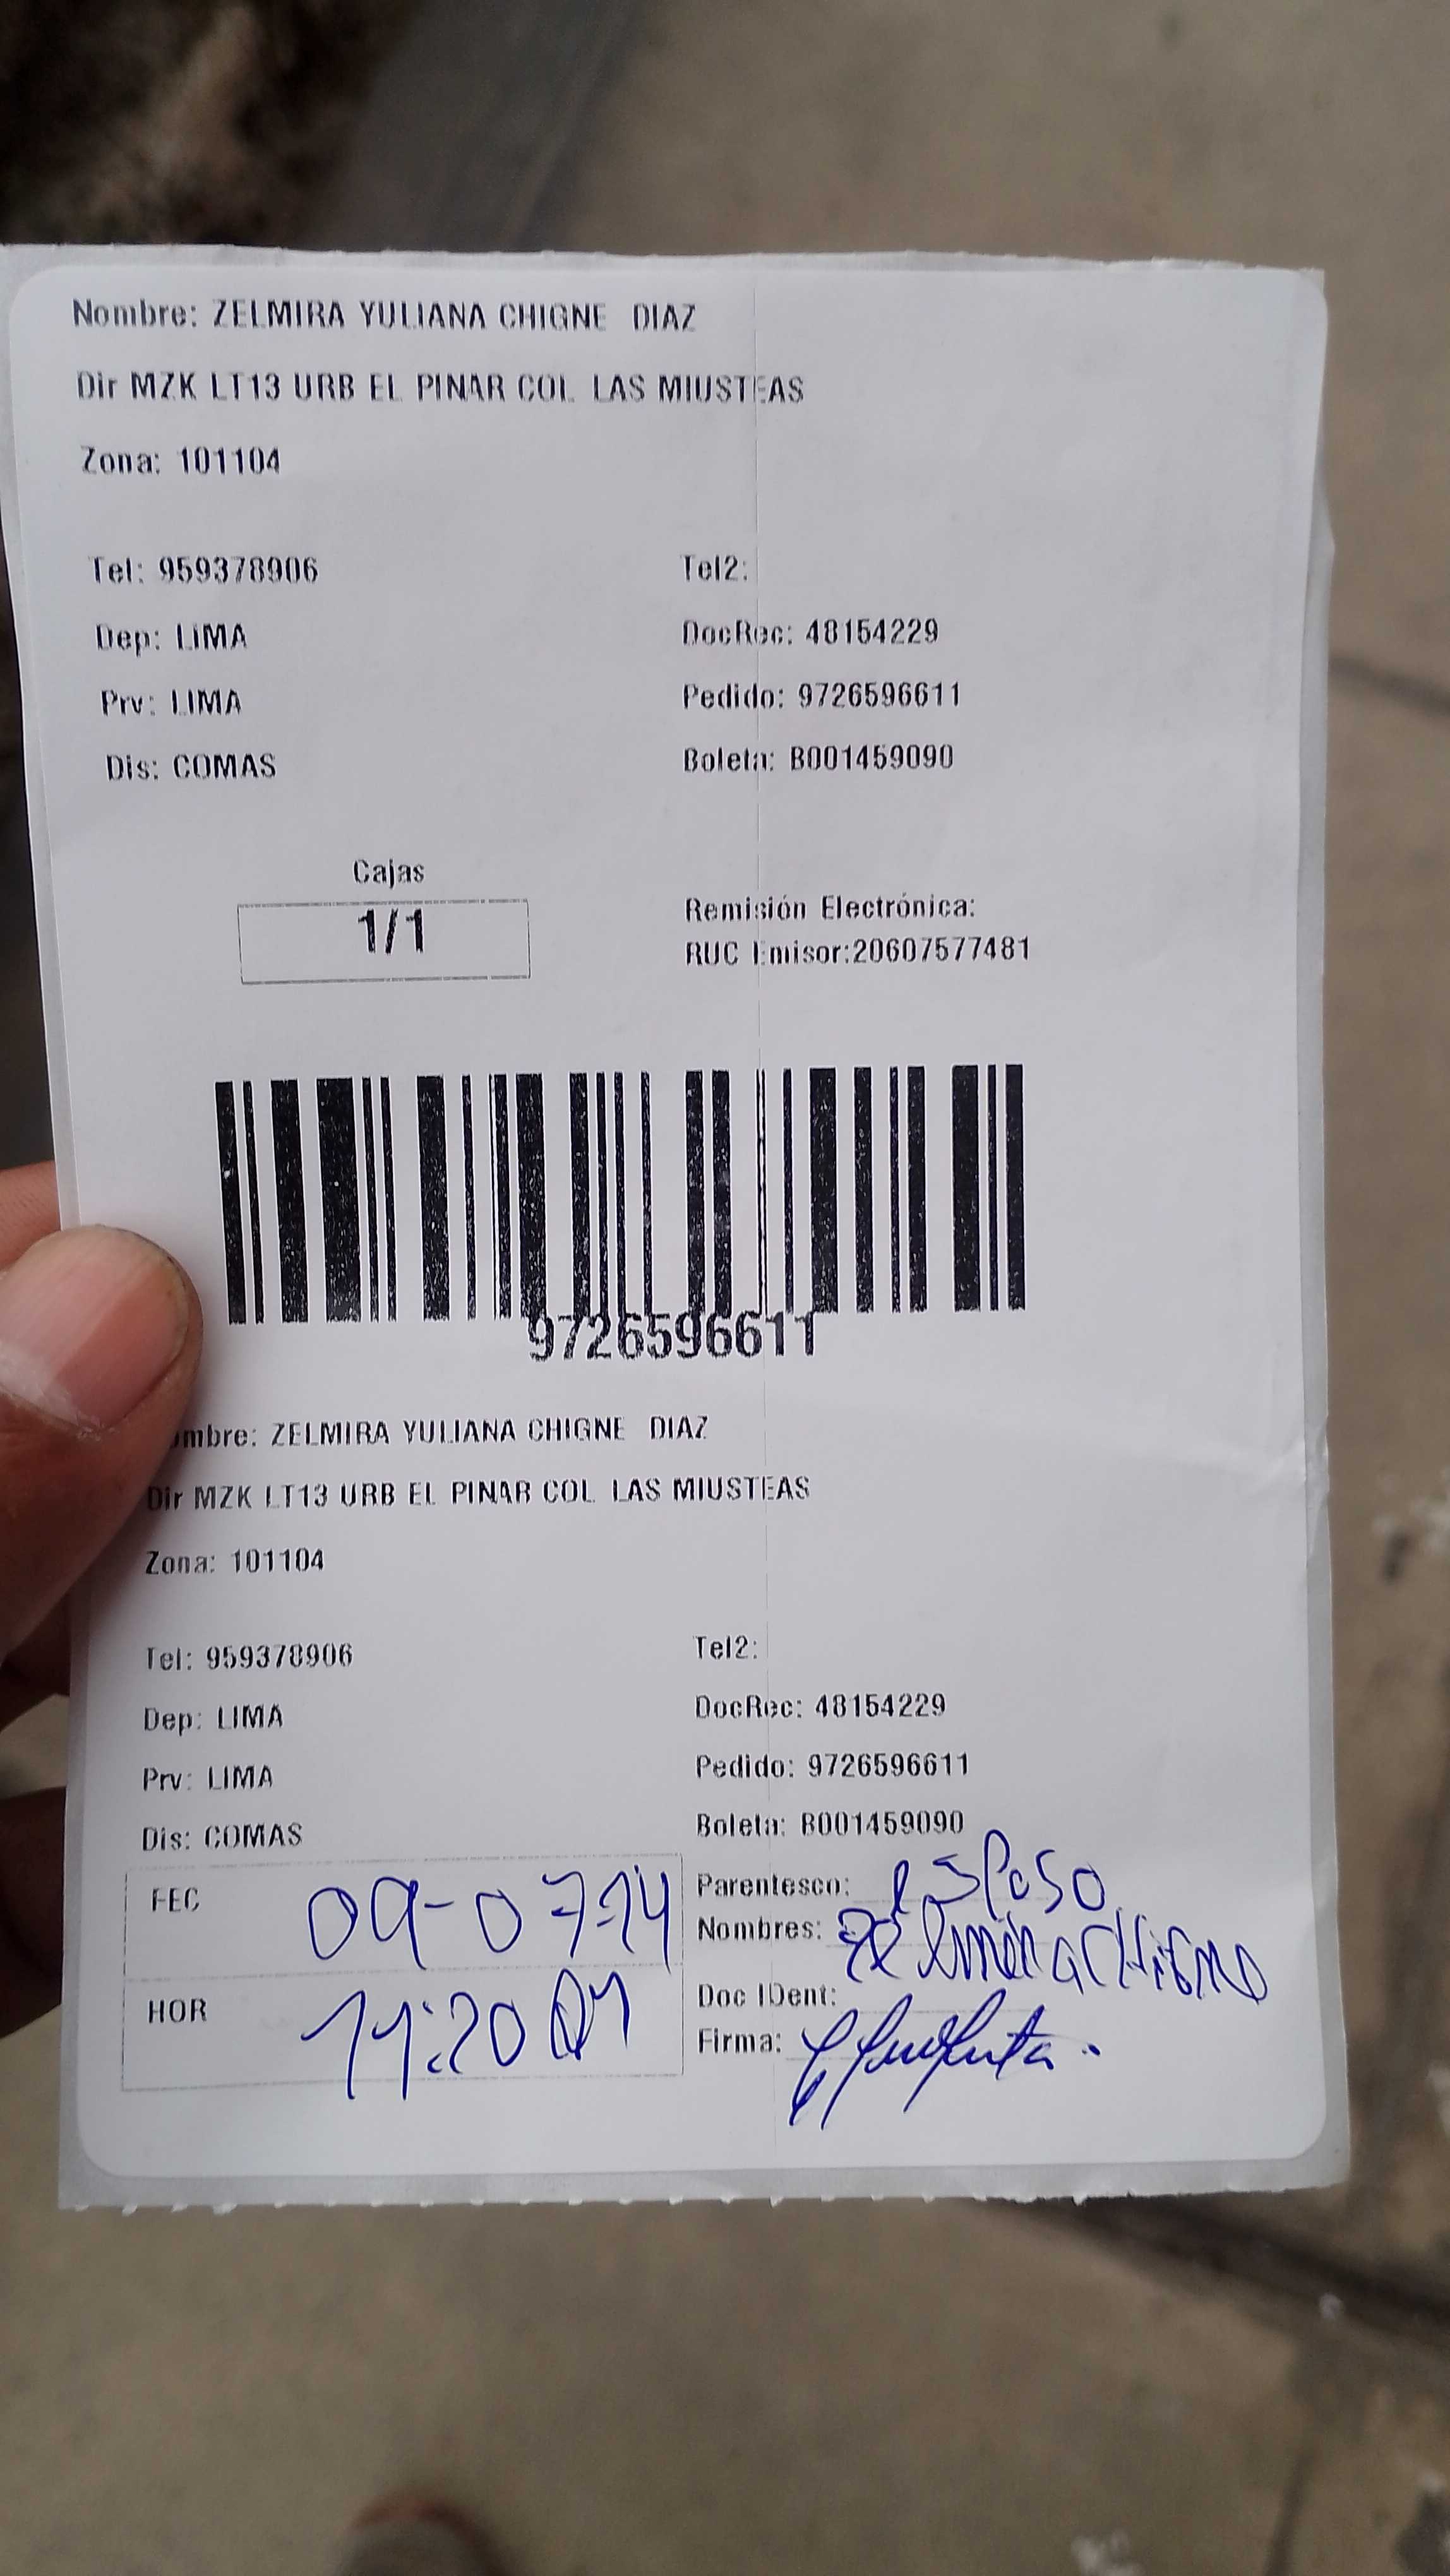 Nombre: ZELMIRA YULIANA CHIGNE DIAZ
Dir MZK LT13 URB EL PINAR COL LAS MIUSTEAS
Zona: 101104
Tel: 959378906 Tel2:
Dep: LIMA DocRec: 48154229
Prv: LIMA Pedido: 9726596611
Dis: COMAS Boleta: B001459090
Cajas
1/1
Remisión Electrónica:
RUC Emisor:20607577481
9726596611
ombre: ZELMIRA YULIANA CHIGNE DIAZ
Dir MZK LT13 URB EL PINAR COL LAS MIUSTEAS
Zona: 101104
Tel: 959378906 Tel2:
Dep: LIMA DocRec: 48154229
Prv: LIMA Pedido: 9726596611
Dis: COMAS Boleta: B001459090
FEC 09-07-24
HOR 11:20
Parentesco: esposo
Nombres: Zelmira Chigne
Doc IDent:
Firma: